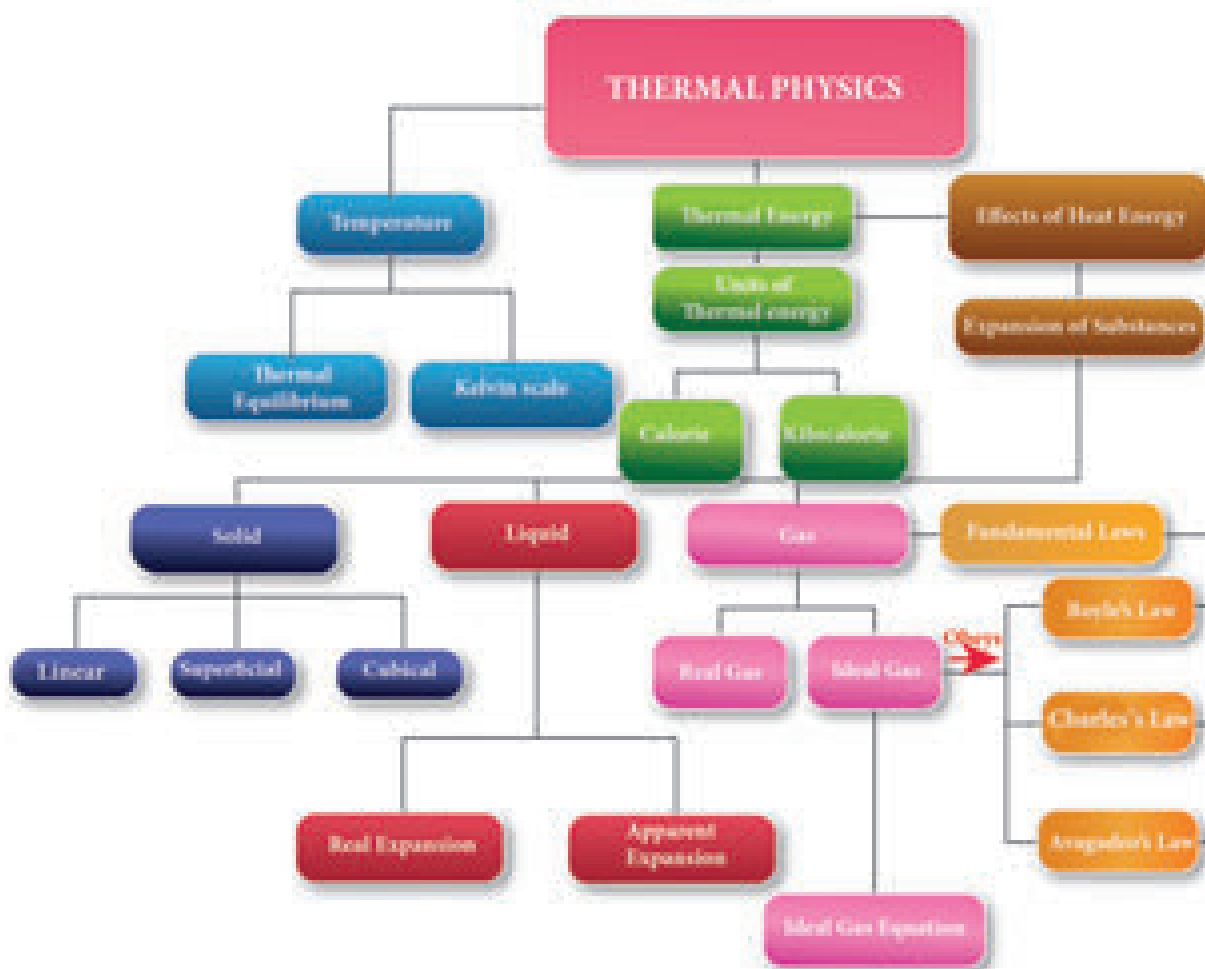 THERMAL PHYSICS
Temperature
Thermal Energy
Effects of Heat Energy
Units of
Thermal energy
Expansion of Substances
Thermal
Equilibrium
Kelvin scale
Calorie
Kilocalorie
Solid
Liquid
Gas
Fundamental Laws
Linear
Superficial
Cubical
Real Gas
Ideal Gas
Obeys
Boyle's Law
Charles's Law
Real Expansion
Apparent
Expansion
Avagadro's Law
Ideal Gas Equation